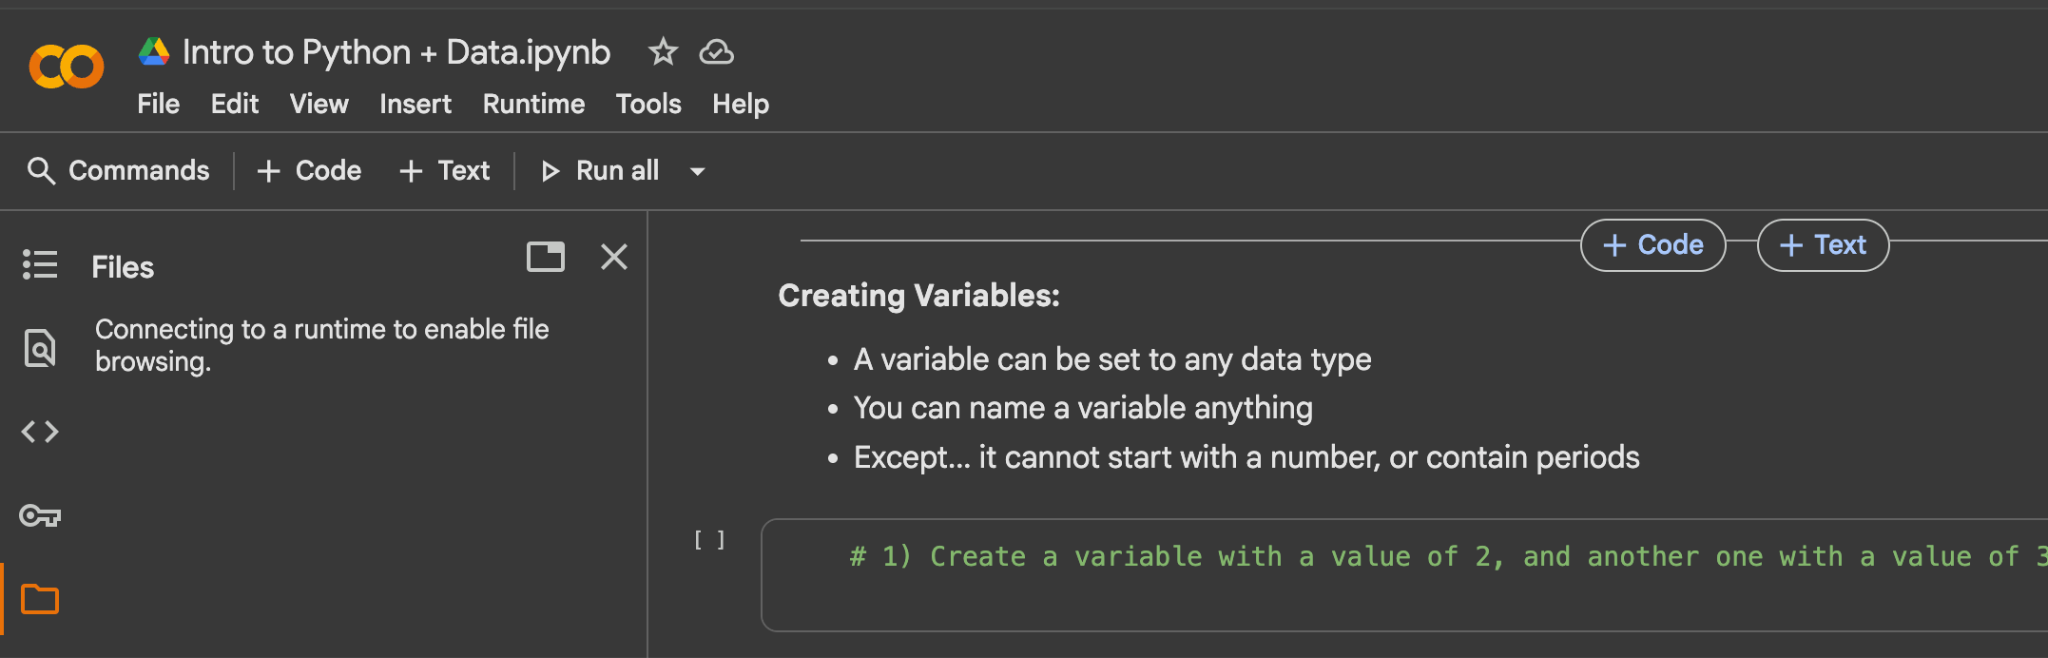 Intro to Python + Data.ipynb
File Edit View Insert Runtime Tools Help
Commands + Code + Text Run all
Files
Connecting to a runtime to enable file
browsing.
+ Code + Text
Creating Variables:
• A variable can be set to any data type
• You can name a variable anything
• Except... it cannot start with a number, or contain periods
[ ]
# 1) Create a variable with a value of 2, and another one with a value of 3